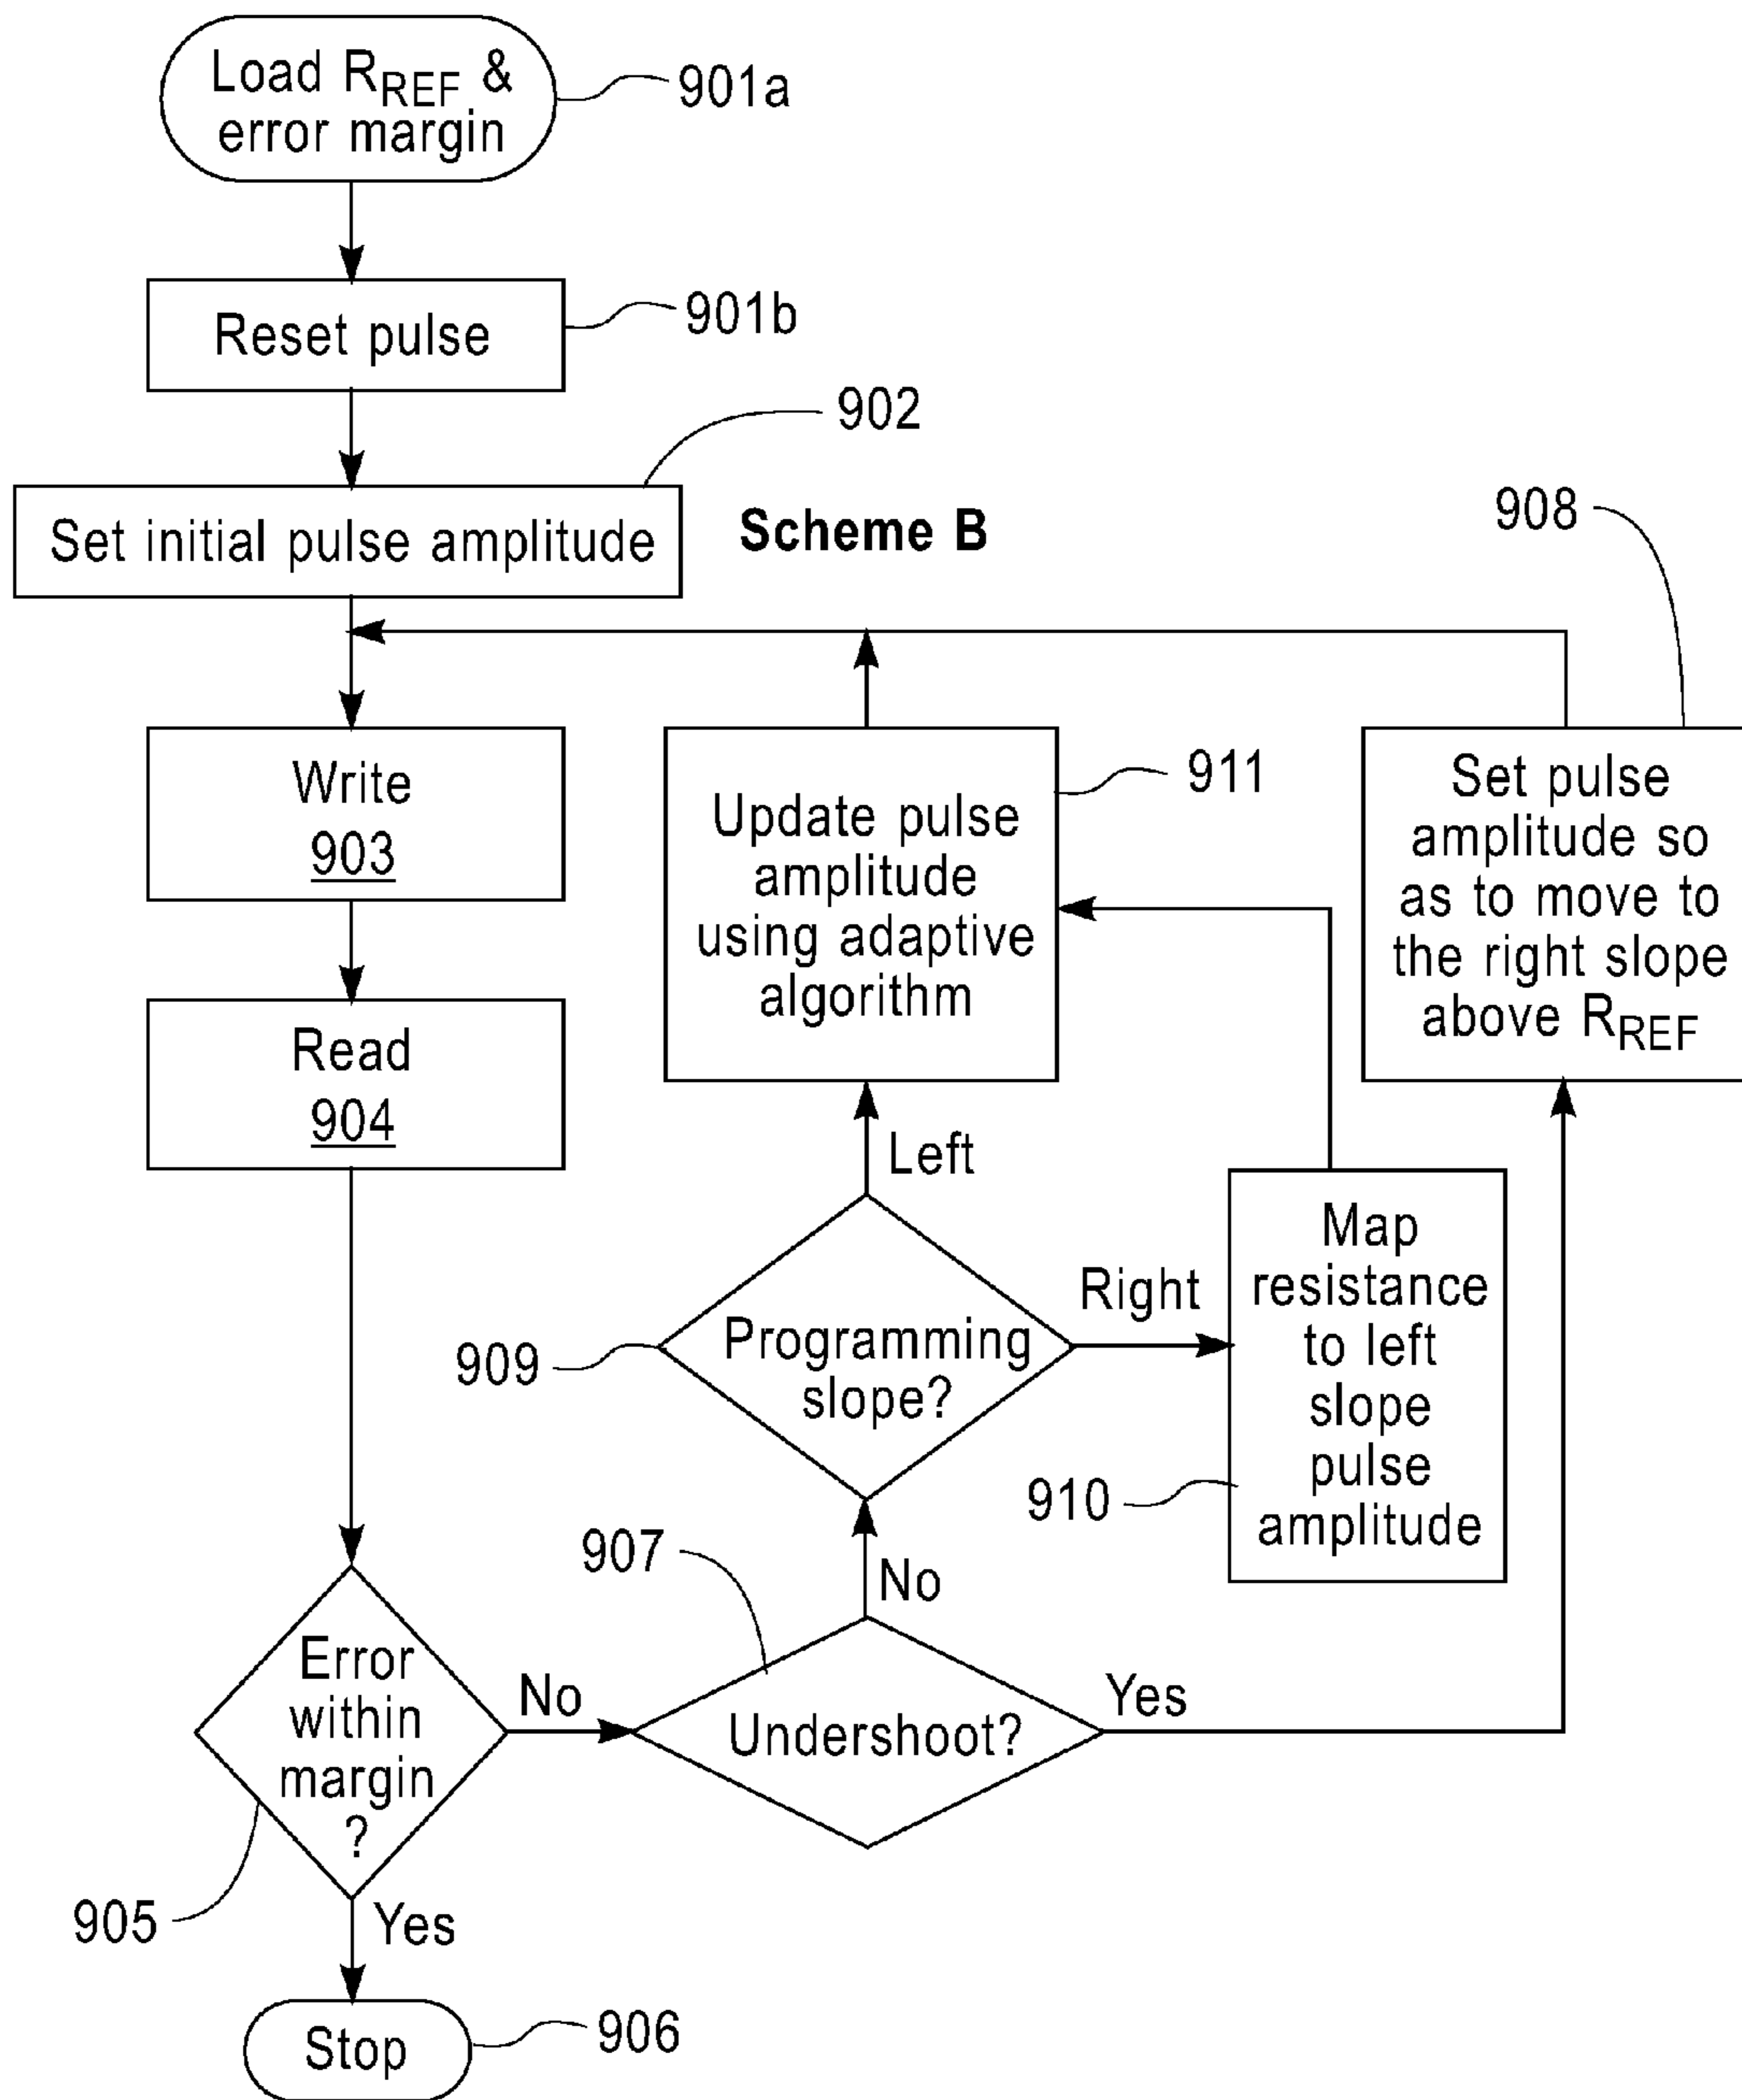 Load RREF &
error margin
901a
Reset pulse
901b
902
Set initial pulse amplitude
Scheme B
908
Write
903
Update pulse
amplitude
using adaptive
algorithm
911
Set pulse
amplitude so
as to move to
the right slope
above RREF
Read
904
Left
Programming
slope?
909
Right
Map
resistance
to left
slope
pulse
amplitude
910
907
No
Error
within
margin
?
No
Undershoot?
Yes
905
Yes
Stop
906